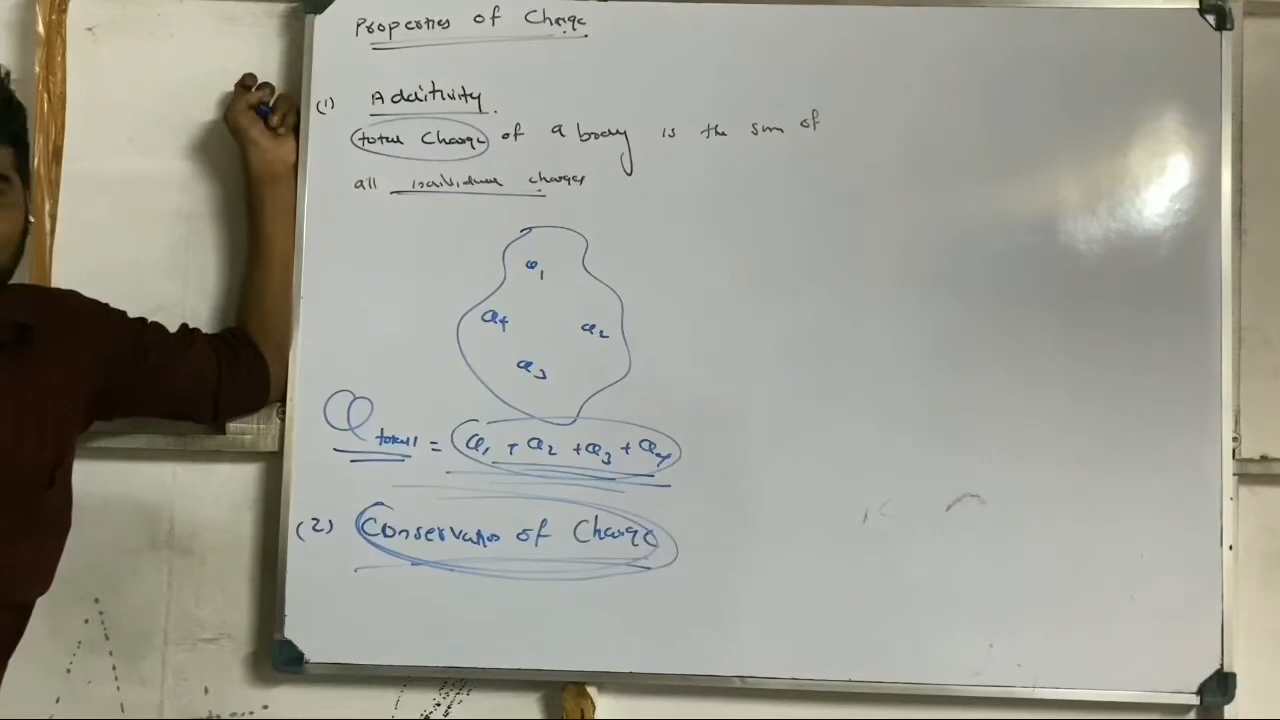 Properties of Charge
(1) Additivity
total Charge of a body is the sum of
all individual charges
Q1
Q4
Q2
Q3
Q total = Q1 + Q2 + Q3 + Q4
(2) Conservation of Charge